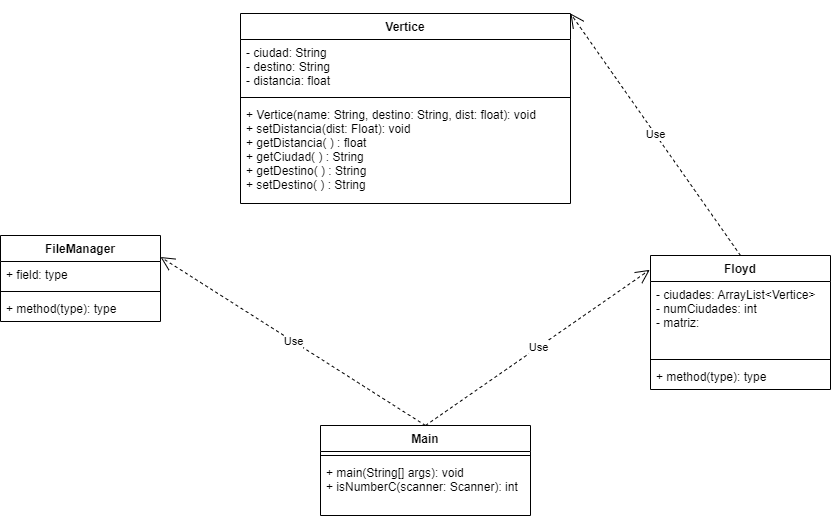 Vertice
- ciudad: String
- destino: String
- distancia: float
+ Vertice(name: String, destino: String, dist: float): void
+ setDistancia(dist: Float): void
+ getDistancia( ) : float
+ getCiudad( ) : String
+ getDestino( ) : String
+ setDestino( ) : String
Use
FileManager
+ field: type
+ method(type): type
Floyd
- ciudades: ArrayList<Vertice>
- numCiudades: int
- matriz:
+ method(type): type
Use
Use
Main
+ main(String[] args): void
+ isNumberC(scanner: Scanner): int